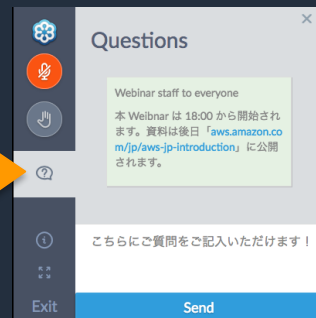 Questions
Webinar staff to everyone
本 Weibnar は 18:00 から開始され
ます。資料は後日「aws.amazon.co
m/jp/aws-jp-introduction」に公開
されます。
こちらにご質問をご記入いただけます！
Exit
Send